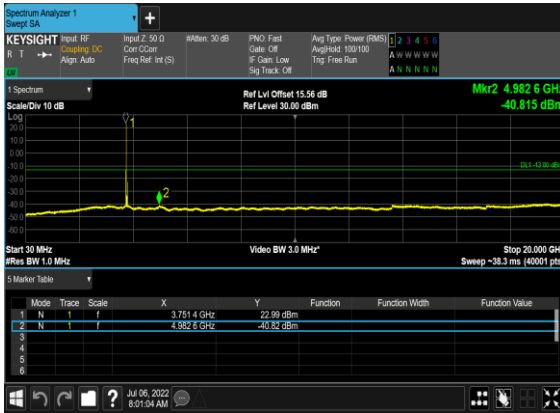 Spectrum Analyzer 1
Swept SA
KEYSIGHT Input: RF Input Z: 50 Ω #Atten: 30 dB PNO: Fast Avg Type: Power (RMS) 1 2 3 4 5 6
R T Coupling: DC Corr CCorr Gate: Off Avg|Hold: 100/100 A W W W W W
Align: Auto Freq Ref: Int (S) IF Gain: Low Trig: Free Run
Sig Track: Off A N N N N N
1 Spectrum Ref Lvl Offset 15.56 dB Mkr2 4.982 6 GHz
Scale/Div 10 dB Ref Level 30.00 dBm -40.815 dBm
Log
20.0
10.0
0.00
-10.0
-20.0
-30.0
-40.0
-50.0
-60.0
1
DL1 -13.00 dBm
2
Start 30 MHz Video BW 3.0 MHz* Stop 20.000 GH
#Res BW 1.0 MHz Sweep ~38.3 ms (40001 pts
5 Marker Table
Mode Trace Scale X Y Function Function Width Function Value
1 N 1 f 3.751 4 GHz 22.99 dBm
2 N 1 f 4.982 6 GHz -40.82 dBm
3
4
5
6
? Jul 06, 2022
8:01:04 AM